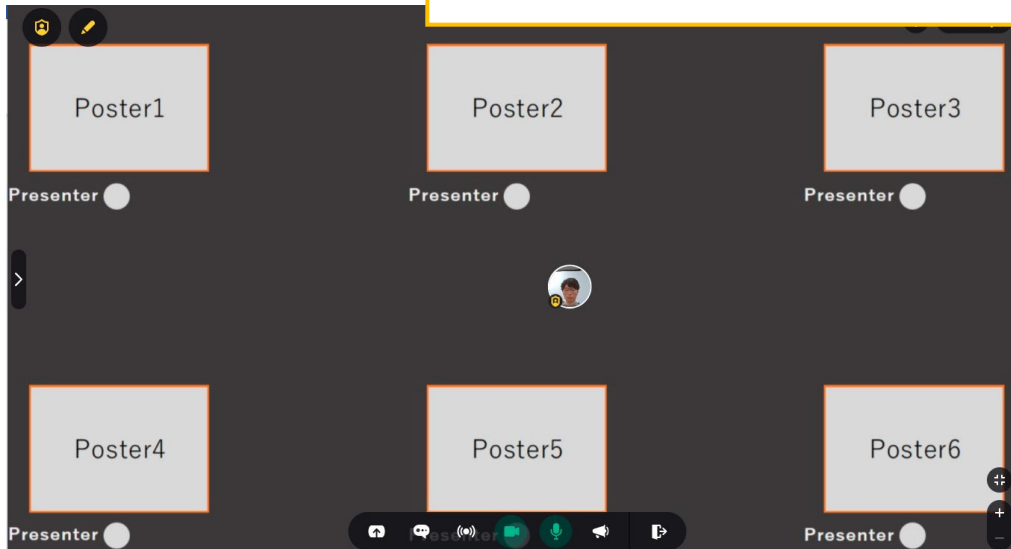 Poster1
Poster2
Poster3
Presenter
Presenter
Presenter
Poster4
Poster5
Poster6
Presenter
Presenter
Presenter